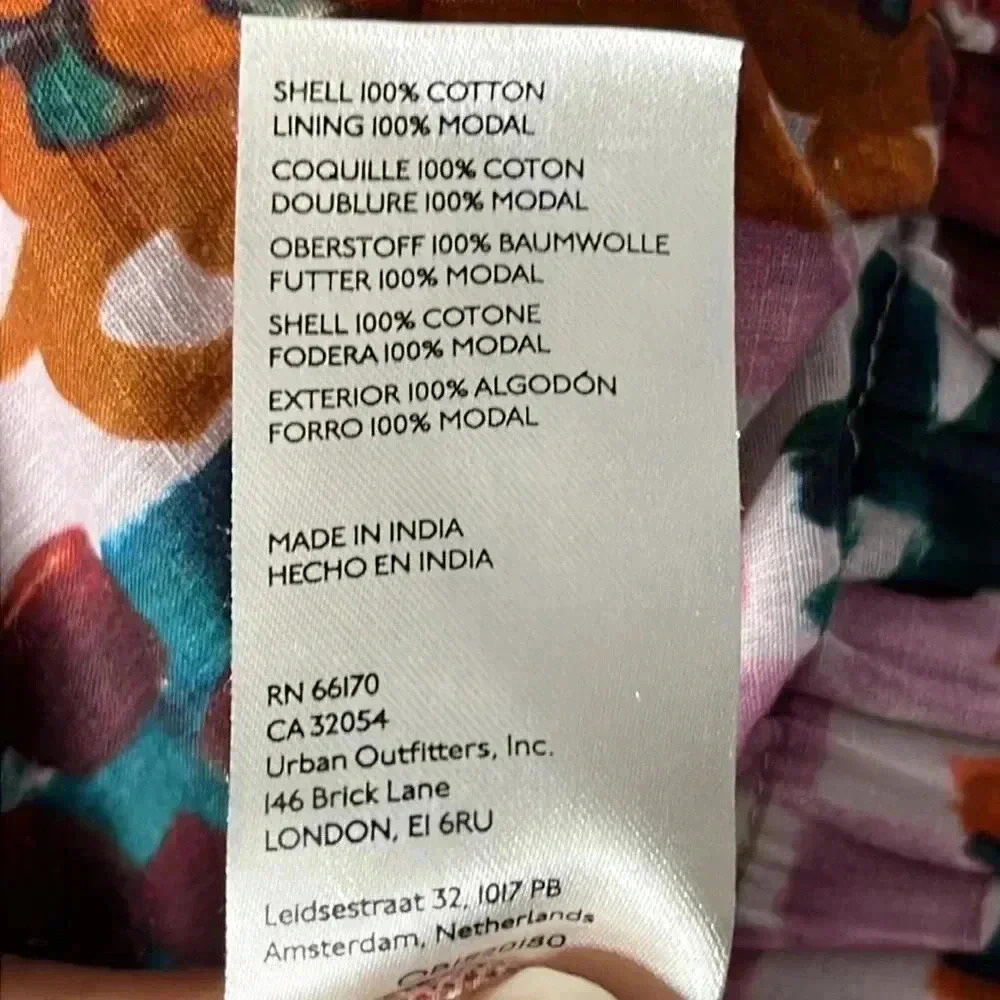 SHELL 100% COTTON
LINING 100% MODAL
COQUILLE 100% COTON
DOUBLURE 100% MODAL
OBERSTOFF 100% BAUMWOLLE
FUTTER 100% MODAL
SHELL 100% COTONE
FODERA 100% MODAL
EXTERIOR 100% ALGODÓN
FORRO 100% MODAL
MADE IN INDIA
HECHO EN INDIA
RN 66170
CA 32054
Urban Outfitters, Inc.
146 Brick Lane
LONDON, E1 6RU
Leidsestraat 32, 1017 PB
Amsterdam, Netherlands